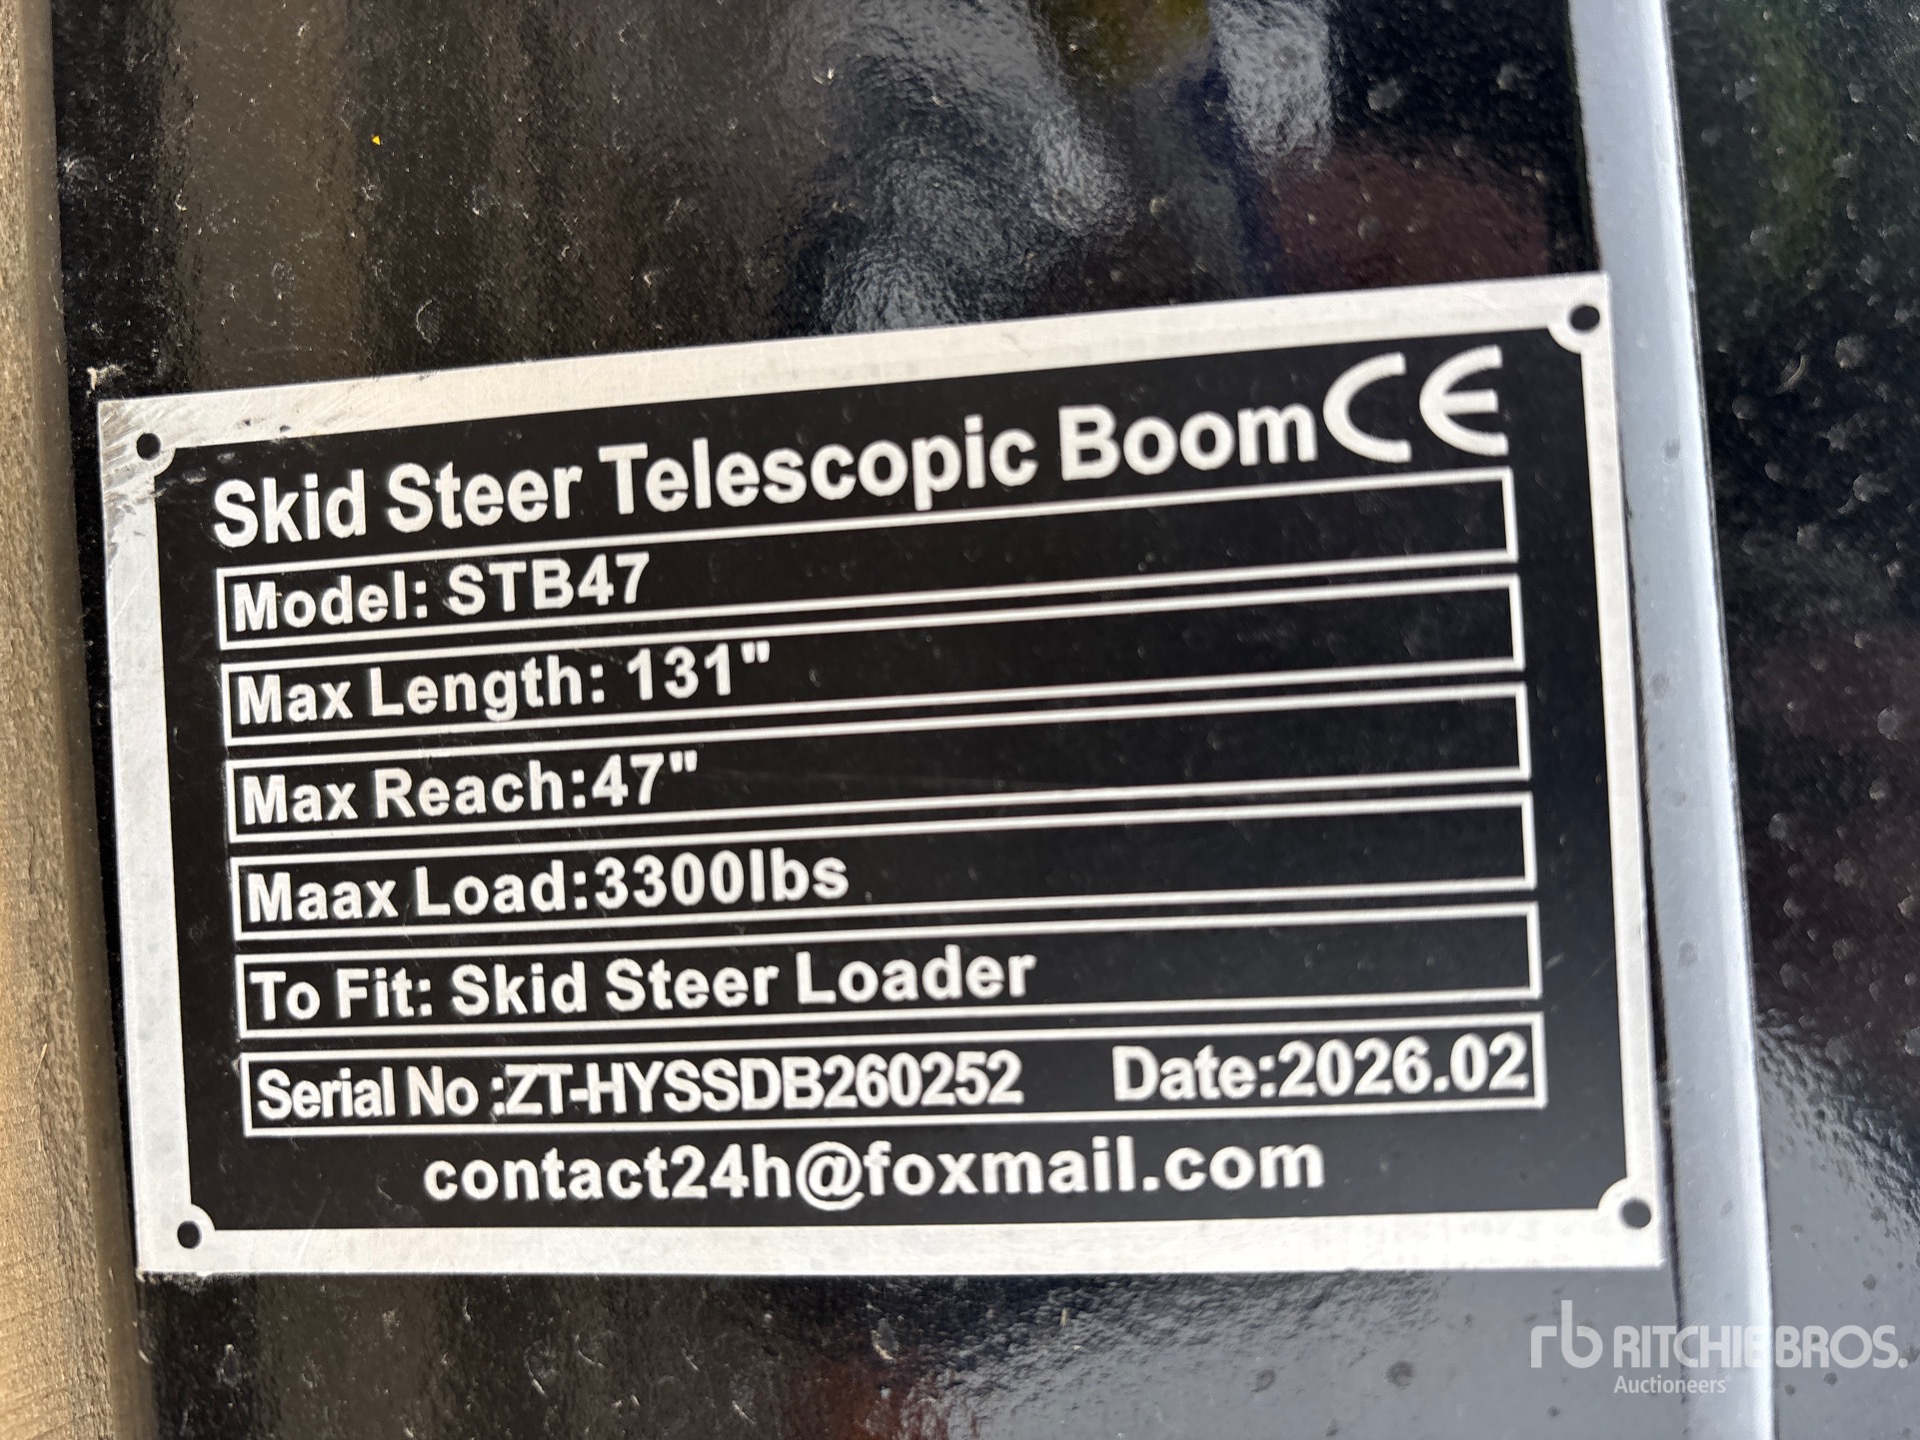 Skid Steer Telescopic Boom CE
Model: STB47
Max Length: 131"
Max Reach:47"
Maax Load:3300lbs
To Fit: Skid Steer Loader
Serial No :ZT-HYSSDB260252 Date:2026.02
contact24h@foxmail.com
rb RITCHIE BROS.
Auctioneers